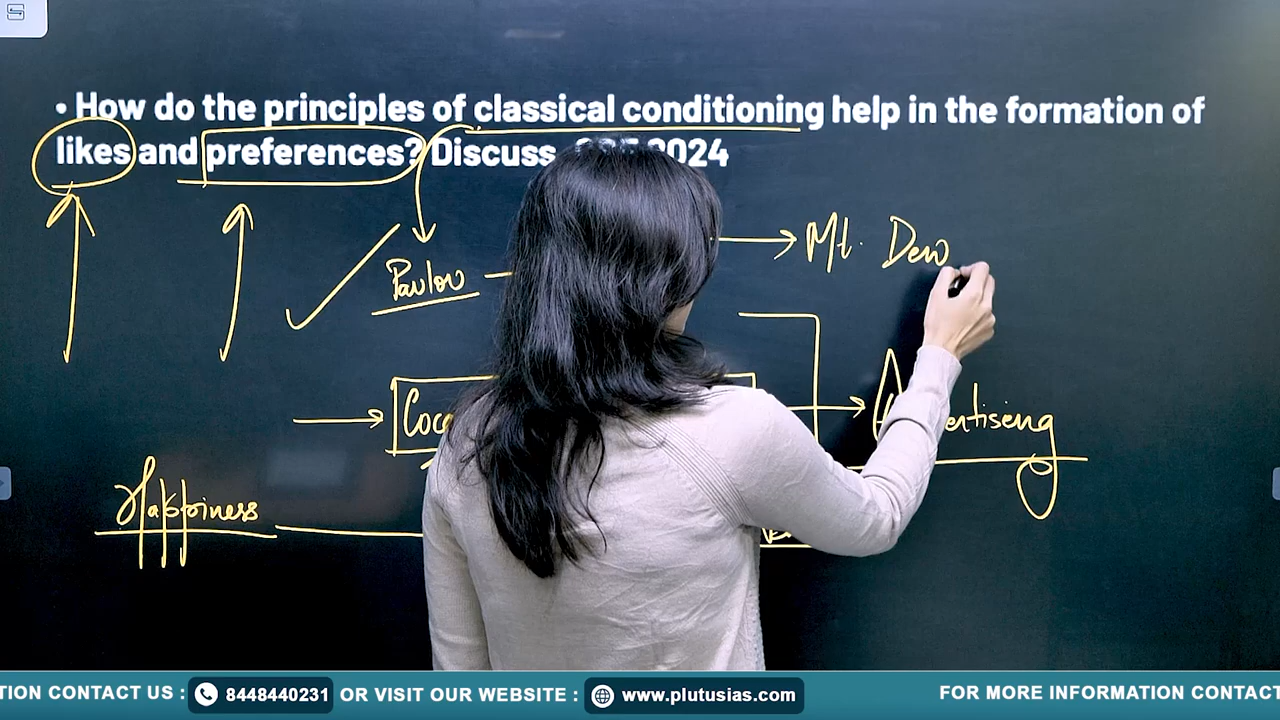 • How do the principles of classical conditioning help in the formation of
likes and preferences? Discuss 2024
Mt. Dew
Pavlov
Happiness
TION CONTACT US : 8448440231 OR VISIT OUR WEBSITE : www.plutusias.com FOR MORE INFORMATION CONTACT